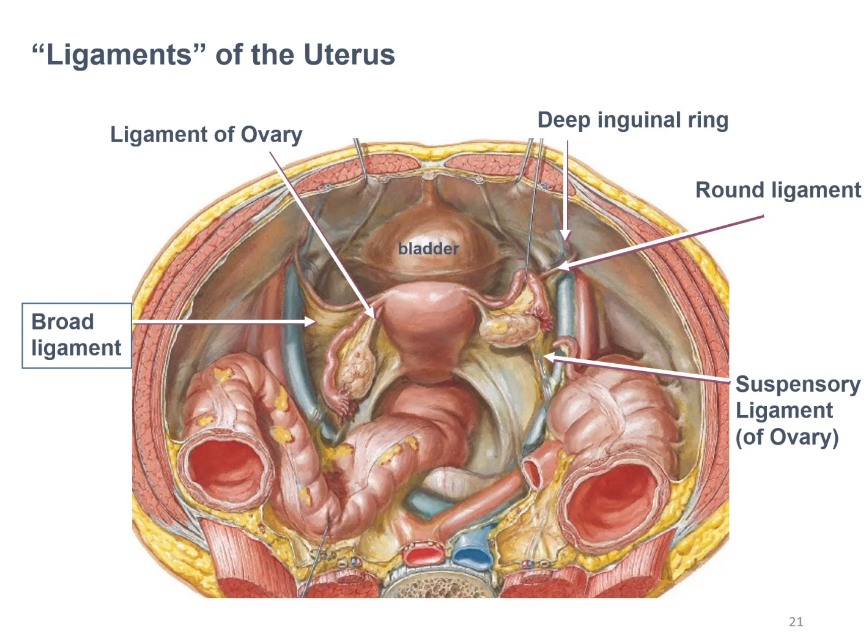 “Ligaments” of the Uterus
Deep inguinal ring
Ligament of Ovary
Round ligament
bladder
Broad
ligament
Suspensory
Ligament
(of Ovary)
21